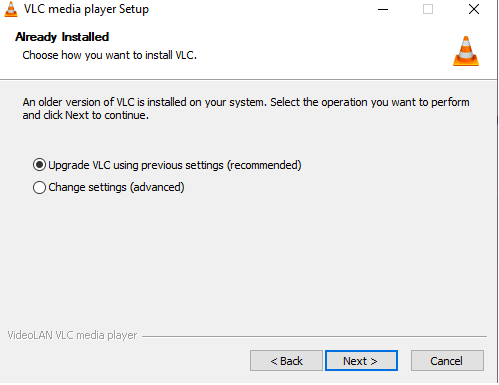 VLC media player Setup
Already Installed
Choose how you want to install VLC.
An older version of VLC is installed on your system. Select the operation you want to perform
and click Next to continue.
Upgrade VLC using previous settings (recommended)
Change settings (advanced)
VideoLAN VLC media player
< Back
Next >
Cancel